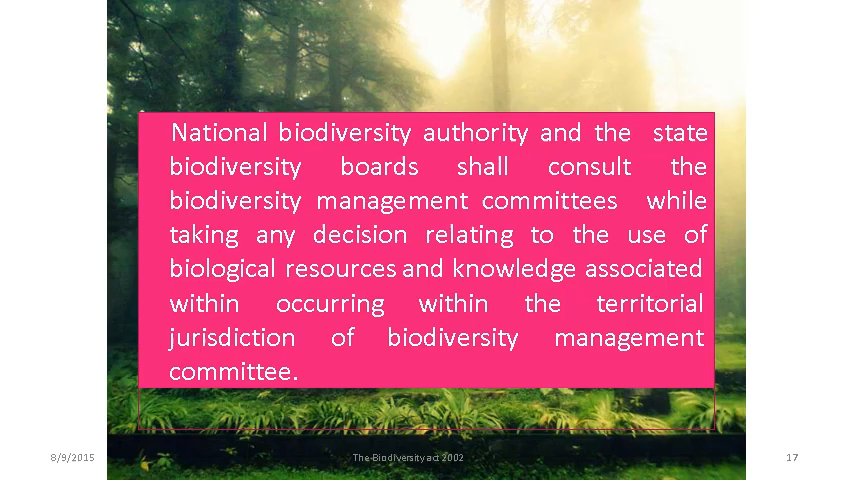 National biodiversity authority and the state
biodiversity boards shall consult the
biodiversity management committees while
taking any decision relating to the use of
biological resources and knowledge associated
within occurring within the territorial
jurisdiction of biodiversity management
committee.
8/9/2015
The Biodiversity act 2002
17